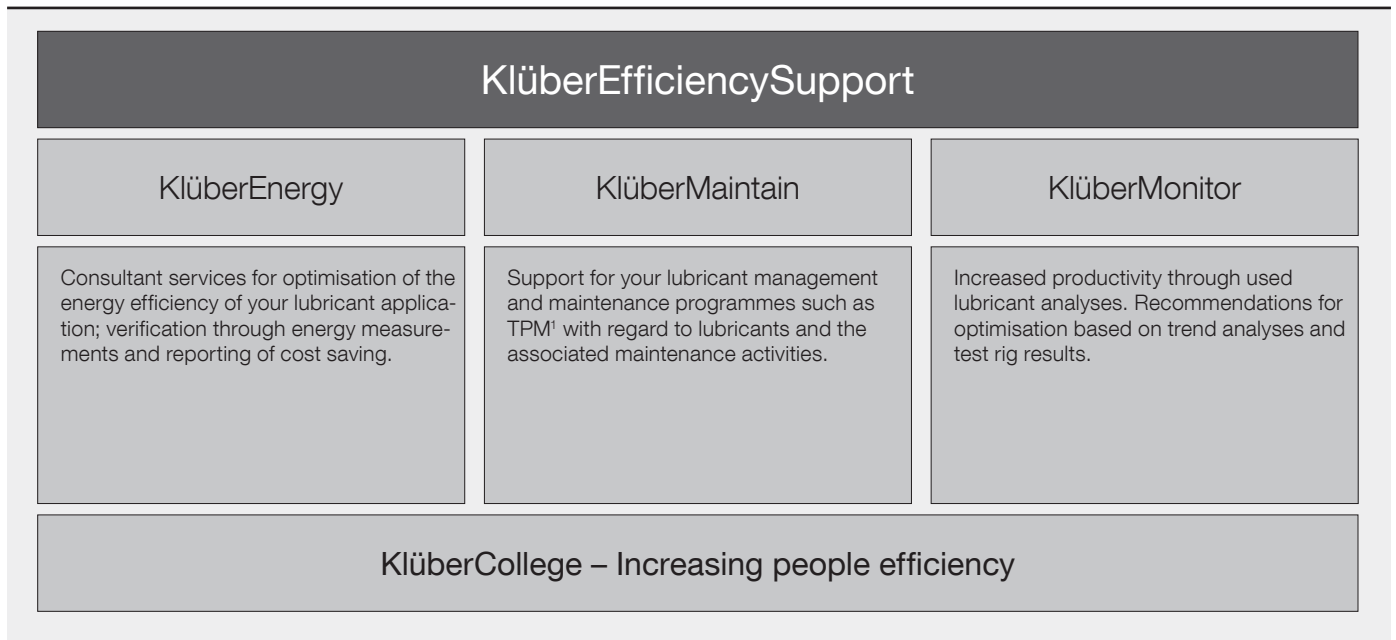 KlüberEfficiencySupport
KlüberEnergy
Consultant services for optimisation of the
energy efficiency of your lubricant applica-
tion; verification through energy measure-
ments and reporting of cost saving.
KlüberMaintain
Support for your lubricant management
and maintenance programmes such as
TPM¹ with regard to lubricants and the
associated maintenance activities.
KlüberMonitor
Increased productivity through used
lubricant analyses. Recommendations for
optimisation based on trend analyses and
test rig results.
KlüberCollege – Increasing people efficiency